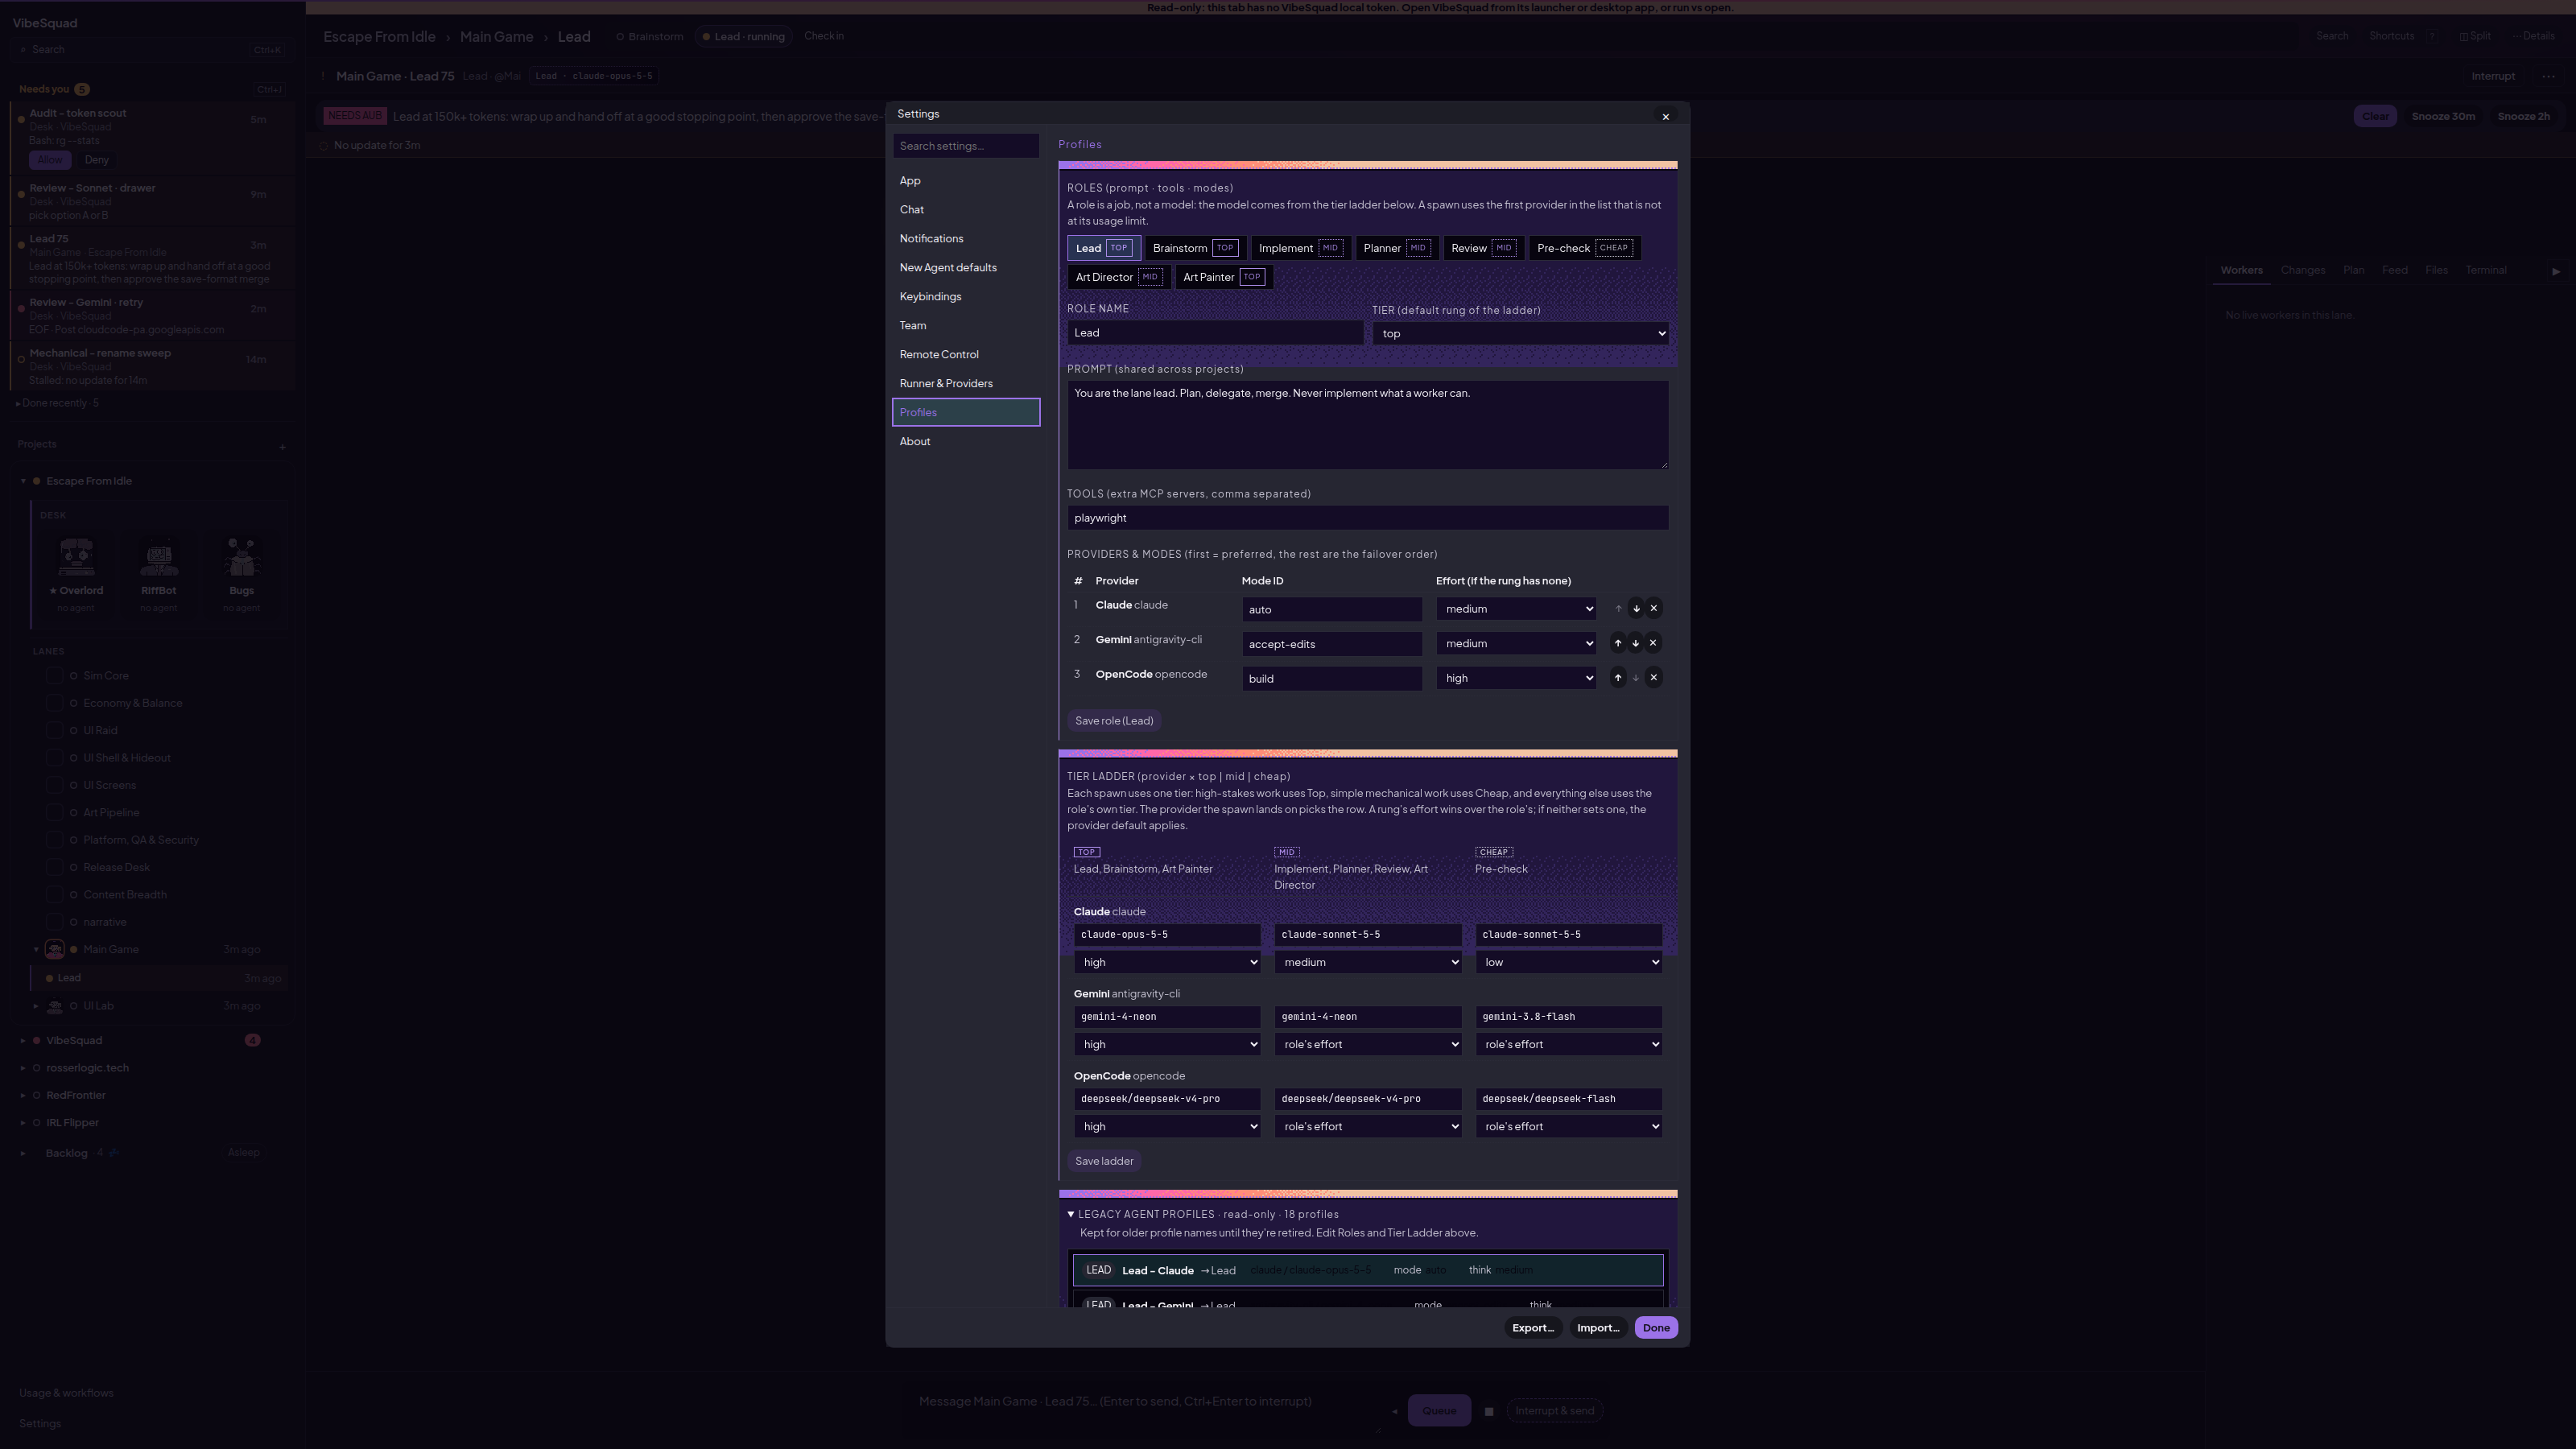 Read-only: this tab has no VibeSquad local token. Open VibeSquad from its launcher or desktop app, or run vs open.
VibeSquad
Search Ctrl+K
Needs you 5 Ctrl+J
Audit - token scout 5m
Desk · VibeSquad
Bash: rg --stats
Allow Deny
Review - Sonnet · drawer 9m
Desk · VibeSquad
pick option A or B
Lead 75 3m
Main Game · Escape From Idle
Lead at 150k+ tokens: wrap up and hand off at a good
stopping point, then approve the save-format merge
Review - Gemini · retry 2m
Desk · VibeSquad
EOF · Post cloudcode-pa.googleapis.com
Mechanical - rename sweep 14m
Desk · VibeSquad
Stalled: no update for 14m
▸ Done recently · 5
Projects +
Escape From Idle
DESK
★ Overlord RiffBot Bugs
no agent no agent no agent
LANES
Sim Core
Economy & Balance
UI Raid
UI Shell & Hideout
UI Screens
Art Pipeline
Platform, QA & Security
Release Desk
Content Breadth
narrative
Main Game 3m ago
Lead 3m ago
UI Lab 3m ago
VibeSquad 4
rosserlogic.tech
RedFrontier
IRL Flipper
Backlog · 4 Asleep
Usage & workflows
Settings
Escape From Idle › Main Game › Lead Brainstorm Lead · running Check in
Search Shortcuts ? Split ⋯ Details
! Main Game · Lead 75 Lead · @Mal Lead - claude-opus-5-5
Interrupt ⋯
NEEDS AUB Lead at 150k+ tokens: wrap up and hand off at a good stopping point, then approve the save-
Clear Snooze 30m Snooze 2h
No update for 3m
Workers Changes Plan Feed Files Terminal ▶
No live workers in this lane.
Settings ×
Search settings…
App
Chat
Notifications
New Agent defaults
Keybindings
Team
Remote Control
Runner & Providers
Profiles
About
Profiles
ROLES (prompt · tools · modes)
A role is a job, not a model: the model comes from the tier ladder below. A spawn uses the first provider in the list that is not
at its usage limit.
Lead TOP Brainstorm TOP Implement MID Planner MID Review MID Pre-check CHEAP
Art Director MID Art Painter TOP
ROLE NAME TIER (default rung of the ladder)
Lead top
PROMPT (shared across projects)
You are the lane lead. Plan, delegate, merge. Never implement what a worker can.
TOOLS (extra MCP servers, comma separated)
playwright
PROVIDERS & MODES (first = preferred, the rest are the failover order)
# Provider Mode ID Effort (if the rung has none)
1 Claude claude auto medium ↑ ↓ ×
2 Gemini antigravity-cli accept-edits medium ↑ ↓ ×
3 OpenCode opencode build high ↑ ↓ ×
Save role (Lead)
TIER LADDER (provider × top | mid | cheap)
Each spawn uses one tier: high-stakes work uses Top, simple mechanical work uses Cheap, and everything else uses the
role's own tier. The provider the spawn lands on picks the row. A rung's effort wins over the role's; if neither sets one, the
provider default applies.
TOP MID CHEAP
Lead, Brainstorm, Art Painter Implement, Planner, Review, Art Pre-check
Director
Claude claude
claude-opus-5-5 claude-sonnet-5-5 claude-sonnet-5-5
high medium low
Gemini antigravity-cli
gemini-4-neon gemini-4-neon gemini-3.8-flash
high role's effort role's effort
OpenCode opencode
deepseek/deepseek-v4-pro deepseek/deepseek-v4-pro deepseek/deepseek-flash
high role's effort role's effort
Save ladder
▼ LEGACY AGENT PROFILES · read-only · 18 profiles
Kept for older profile names until they're retired. Edit Roles and Tier Ladder above.
LEAD Lead - Claude → Lead claude / claude-opus-5-5 mode auto think medium
LEAD Lead - Gemini → Lead mode think
Export… Import… Done
Message Main Game · Lead 75… (Enter to send, Ctrl+Enter to interrupt)
Queue Interrupt & send